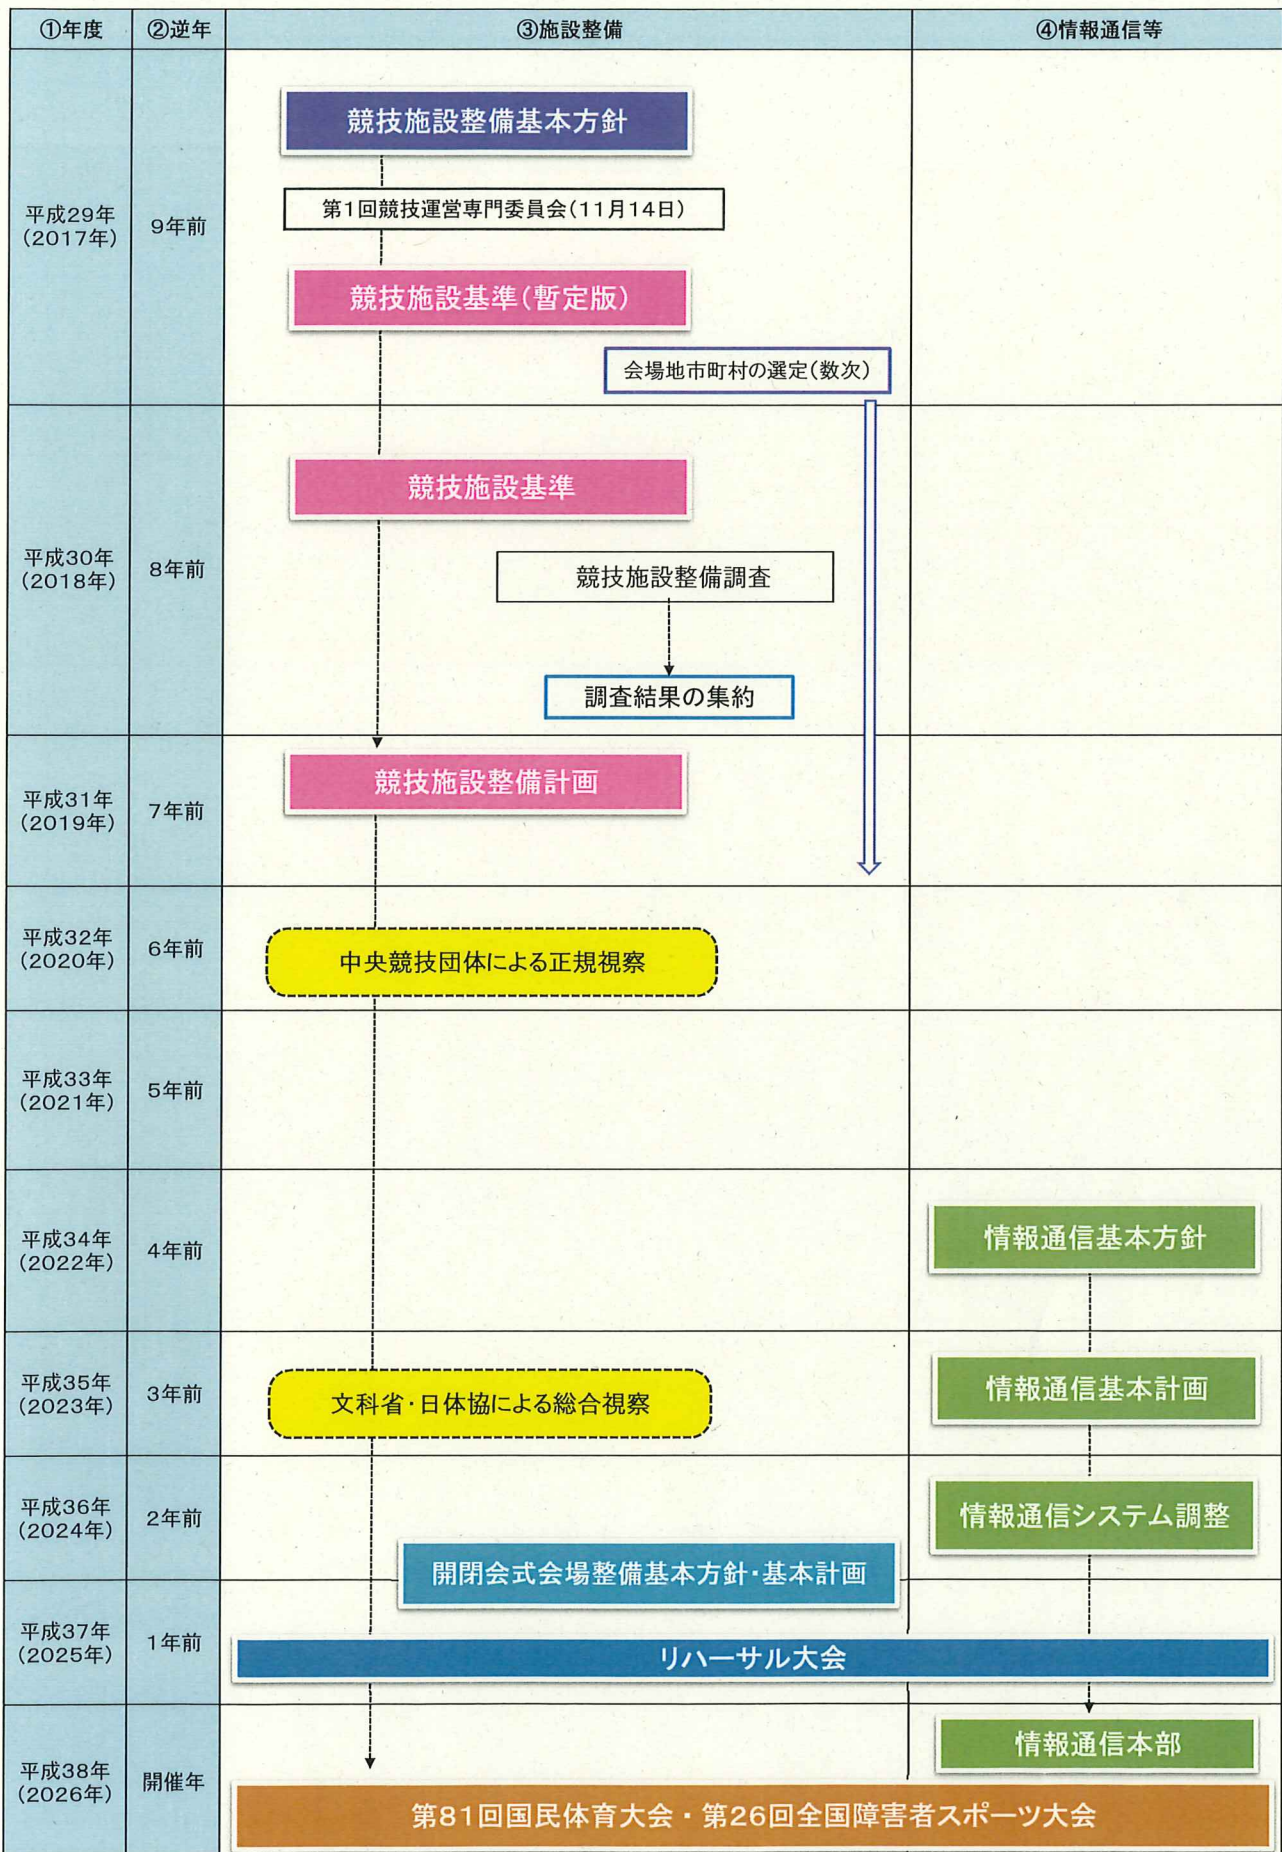 ①年度 ②逆年 ③施設整備 ④情報通信等
競技施設整備基本方針
第1回競技運営専門委員会(11月14日)
平成29年
(2017年)
9年前
競技施設基準(暫定版)
会場地市町村の選定(数次)
競技施設基準
平成30年
(2018年)
8年前
競技施設整備調査
調査結果の集約
平成31年
(2019年)
7年前
競技施設整備計画
平成32年
(2020年)
6年前
中央競技団体による正規視察
平成33年
(2021年)
5年前
平成34年
(2022年)
4年前
情報通信基本方針
平成35年
(2023年)
3年前
文科省・日体協による総合視察
情報通信基本計画
平成36年
(2024年)
2年前
情報通信システム調整
開閉会式会場整備基本方針・基本計画
平成37年
(2025年)
1年前
リハーサル大会
情報通信本部
平成38年
(2026年)
開催年
第81回国民体育大会・第26回全国障害者スポーツ大会